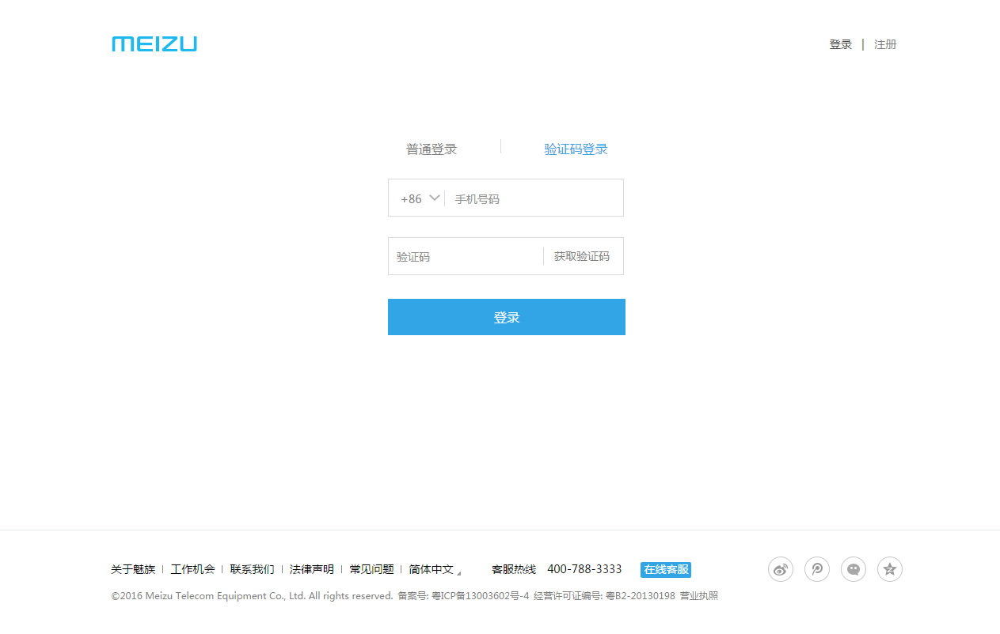 MEIZU
登录 | 注册
普通登录 验证码登录
+86 手机号码
验证码 获取验证码
登录
关于魅族 | 工作机会 | 联系我们 | 法律声明 | 常见问题 | 简体中文 客服热线 400-788-3333 在线客服
©2016 Meizu Telecom Equipment Co., Ltd. All rights reserved. 备案号: 粤ICP备13003602号-4 经营许可证编号: 粤B2-20130198 营业执照